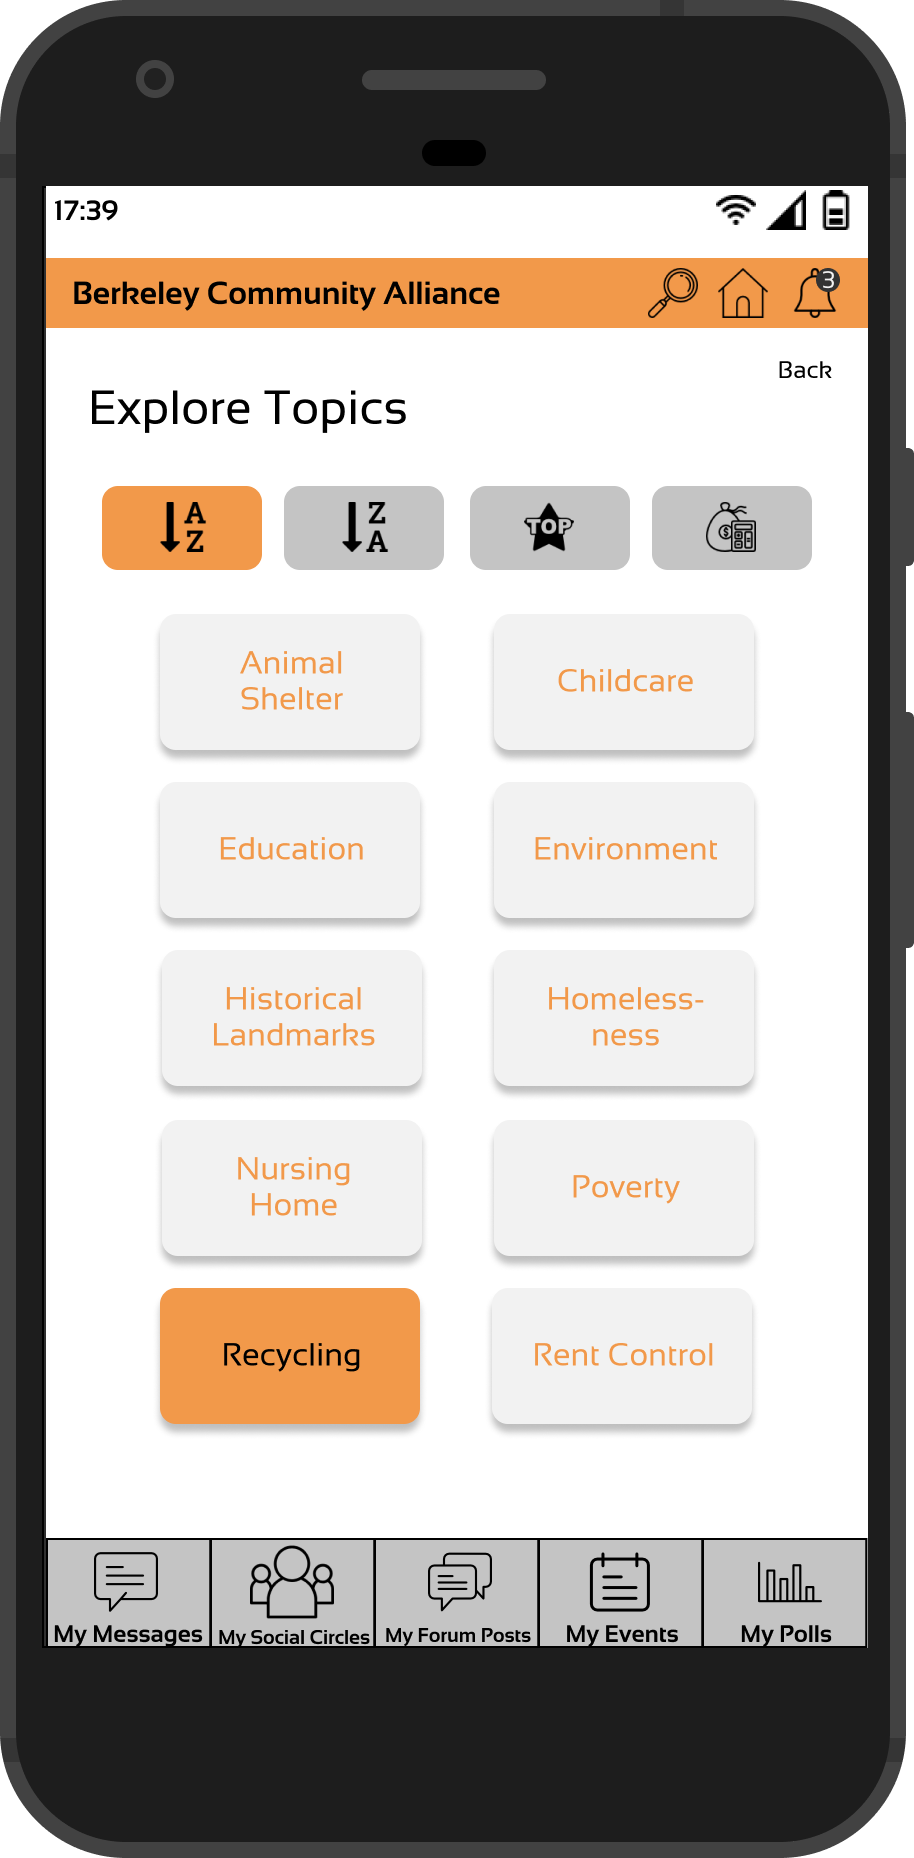 17:39
Berkeley Community Alliance
3
Back
Explore Topics
A
Z
Z
A
TOP
$
Animal
Shelter
Childcare
Education
Environment
Historical
Landmarks
Homeless-
ness
Nursing
Home
Poverty
Recycling
Rent Control
My Messages
My Social Circles
My Forum Posts
My Events
My Polls